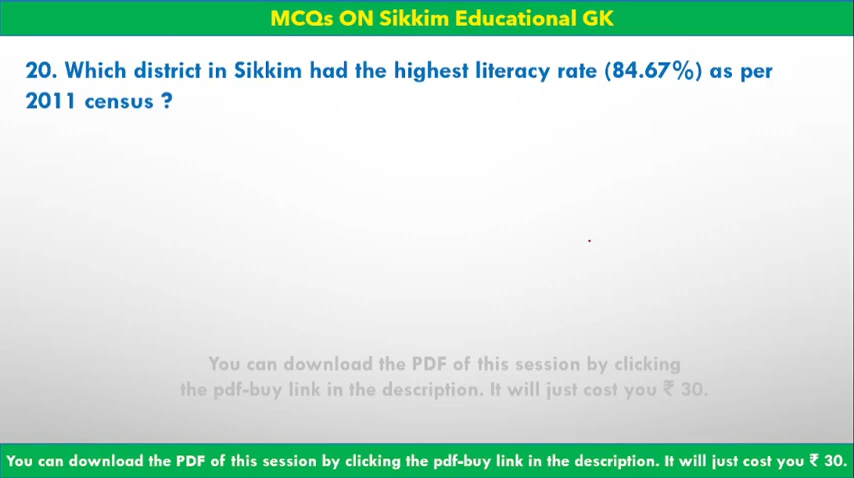 MCQs ON Sikkim Educational GK
20. Which district in Sikkim had the highest literacy rate (84.67%) as per
2011 census ?
You can download the PDF of this session by clicking
the pdf-buy link in the description. It will just cost you ₹ 30.
You can download the PDF of this session by clicking the pdf-buy link in the description. It will just cost you ₹ 30.